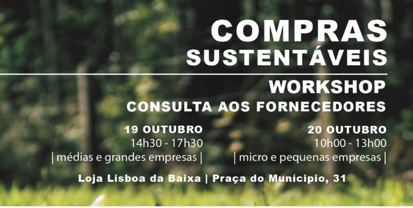 COMPRAS
SUSTENTÁVEIS
WORKSHOP
CONSULTA AOS FORNECEDORES
19 OUTUBRO
14h30 - 17h30
| médias e grandes empresas |
20 OUTUBRO
10h00 - 13h00
| micro e pequenas empresas |
Loja Lisboa da Baixa | Praça do Munícipio, 31